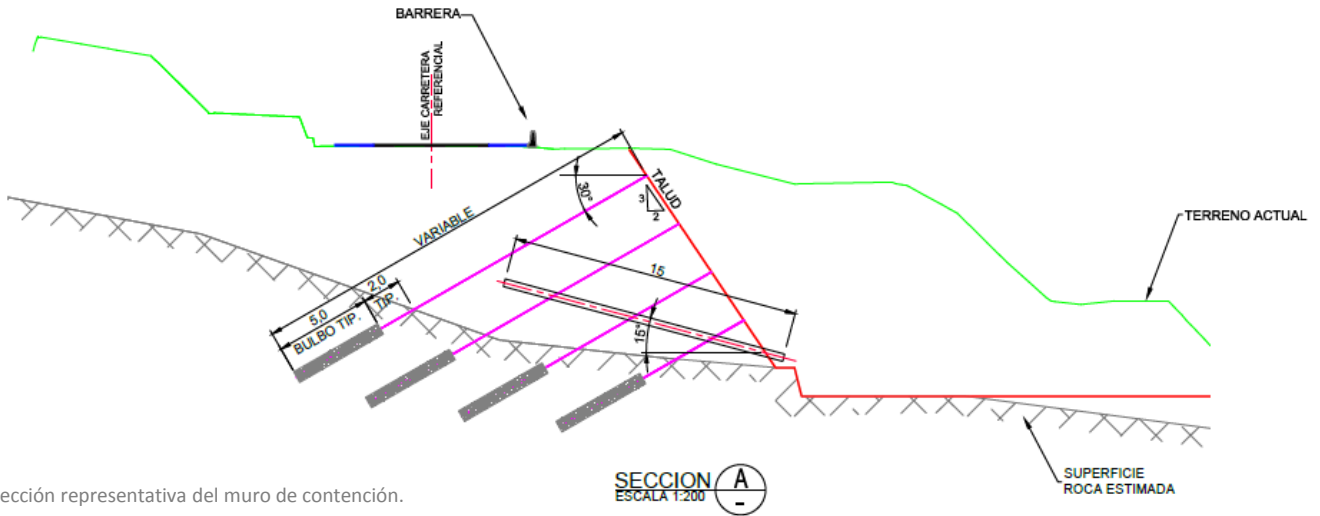 BARRERA
EJE CARRETERA
REFERENCIAL
30°
TALUD
3
2
VARIABLE
TERRENO ACTUAL
15
2,0
TIP.
5,0
BULBO TIP.
15°
SECCION
ESCALA 1:200
A
-
SUPERFICIE
ROCA ESTIMADA
ección representativa del muro de contención.